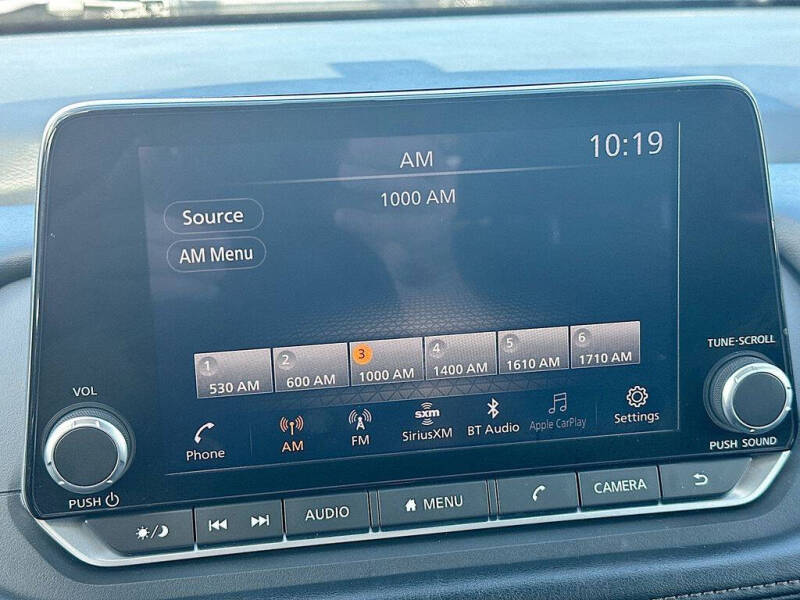 AM
10:19
1000 AM
Source
AM Menu
1
530 AM
2
600 AM
3
1000 AM
4
1400 AM
5
1610 AM
6
1710 AM
Phone
AM
FM
sxm
SiriusXM
BT Audio
Apple CarPlay
Settings
VOL
PUSH
TUNE·SCROLL
PUSH SOUND
AUDIO
MENU
CAMERA